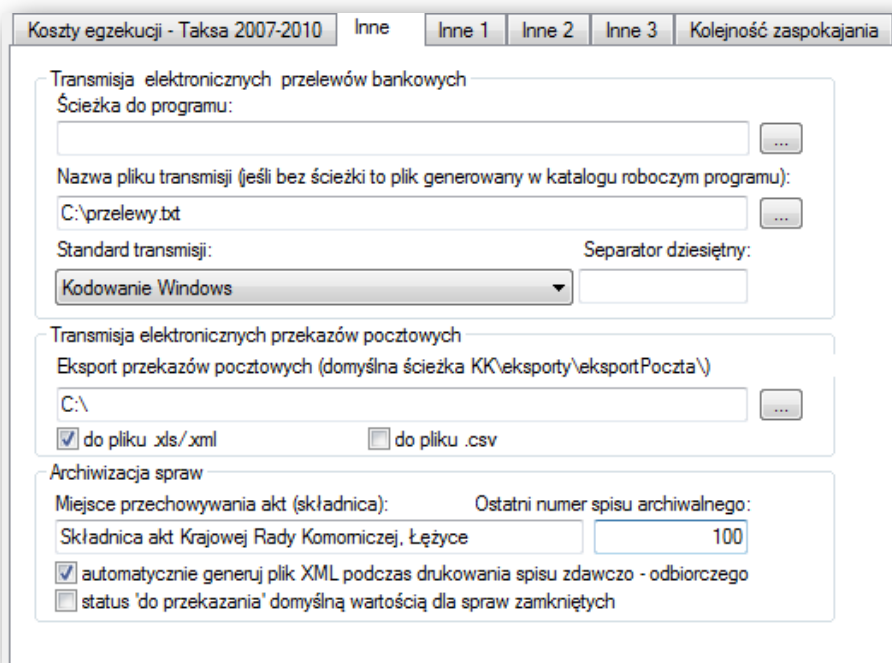 Koszty egzekucji - Taksa 2007-2010 Inne Inne 1 Inne 2 Inne 3 Kolejność zaspokajania
Transmisja elektronicznych przelewów bankowych
Ścieżka do programu:
...
Nazwa pliku transmisji (jeśli bez ścieżki to plik generowany w katalogu roboczym programu):
C:\przelewy.txt ...
Standard transmisji: Separator dziesiętny:
Kodowanie Windows
Transmisja elektronicznych przekazów pocztowych
Eksport przekazów pocztowych (domyślna ścieżka KK\eksporty\eksportPoczta\)
C:\ ...
do pliku .xls/.xml do pliku .csv
Archiwizacja spraw
Miejsce przechowywania akt (składnica): Ostatni numer spisu archiwalnego:
Składnica akt Krajowej Rady Komorniczej, Łężyce 100
automatycznie generuj plik XML podczas drukowania spisu zdawczo - odbiorczego
status 'do przekazania' domyślną wartością dla spraw zamkniętych